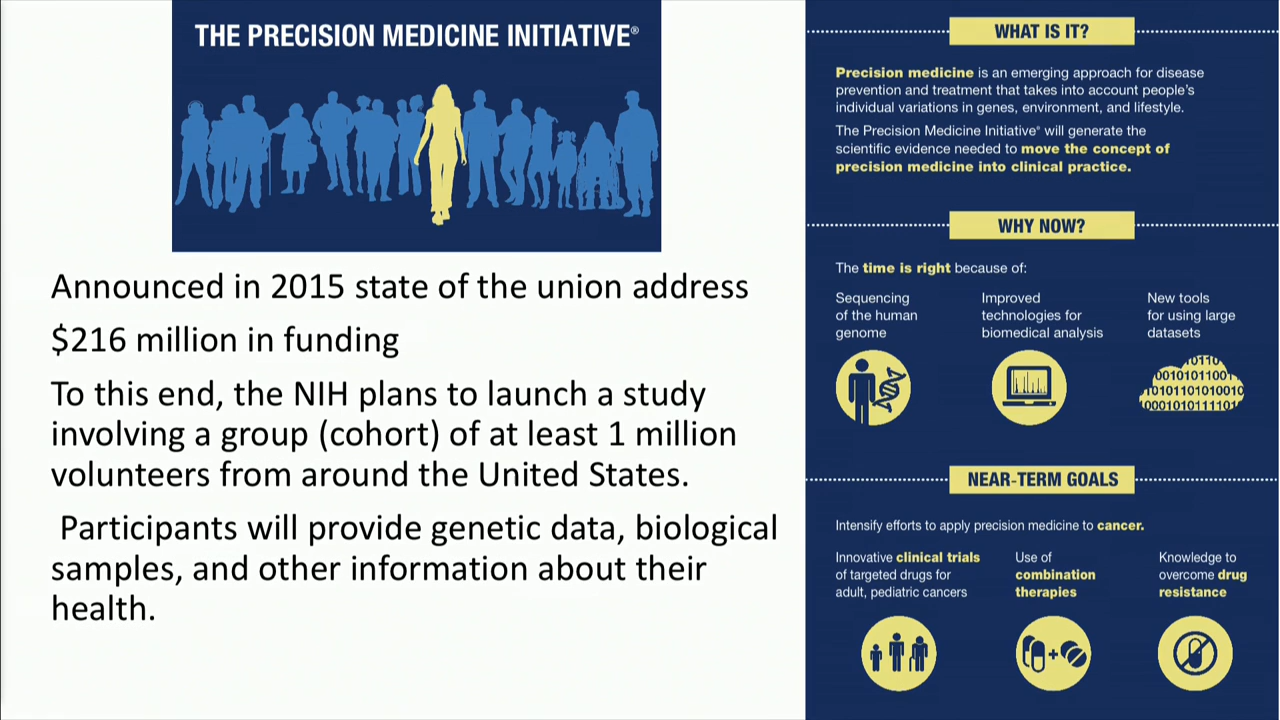 THE PRECISION MEDICINE INITIATIVE®
Announced in 2015 state of the union address
$216 million in funding
To this end, the NIH plans to launch a study
involving a group (cohort) of at least 1 million
volunteers from around the United States.
Participants will provide genetic data, biological
samples, and other information about their
health.
WHAT IS IT?
Precision medicine is an emerging approach for disease
prevention and treatment that takes into account people's
individual variations in genes, environment, and lifestyle.
The Precision Medicine Initiative® will generate the
scientific evidence needed to move the concept of
precision medicine into clinical practice.
WHY NOW?
The time is right because of:
Sequencing
of the human
genome
Improved
technologies for
biomedical analysis
New tools
for using large
datasets
NEAR-TERM GOALS
Intensify efforts to apply precision medicine to cancer.
Innovative clinical trials
of targeted drugs for
adult, pediatric cancers
Use of
combination
therapies
Knowledge to
overcome drug
resistance